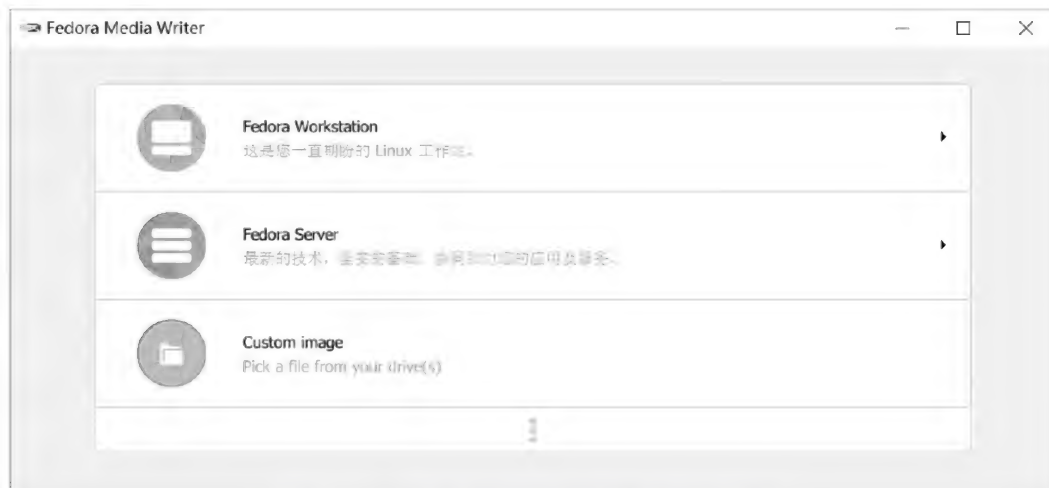 Fedora Media Writer
Fedora Workstation
这是您一直期盼的 Linux 工作站。
Fedora Server
最新的技术，
Custom image
Pick a file from your drive(s)